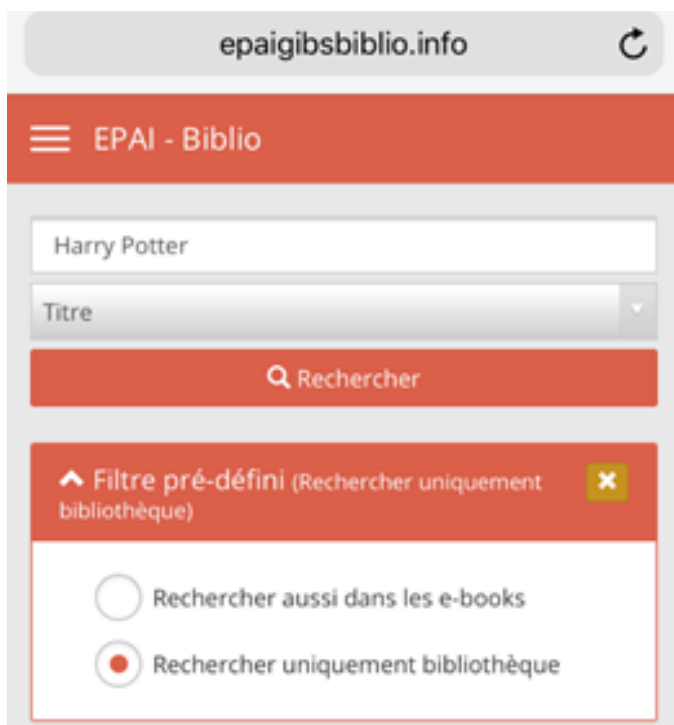 epaigibsbiblio.info
EPAI - Biblio
Harry Potter
Titre
Rechercher
Filtre pré-défini (Rechercher uniquement
bibliothèque)
Rechercher aussi dans les e-books
Rechercher uniquement bibliothèque